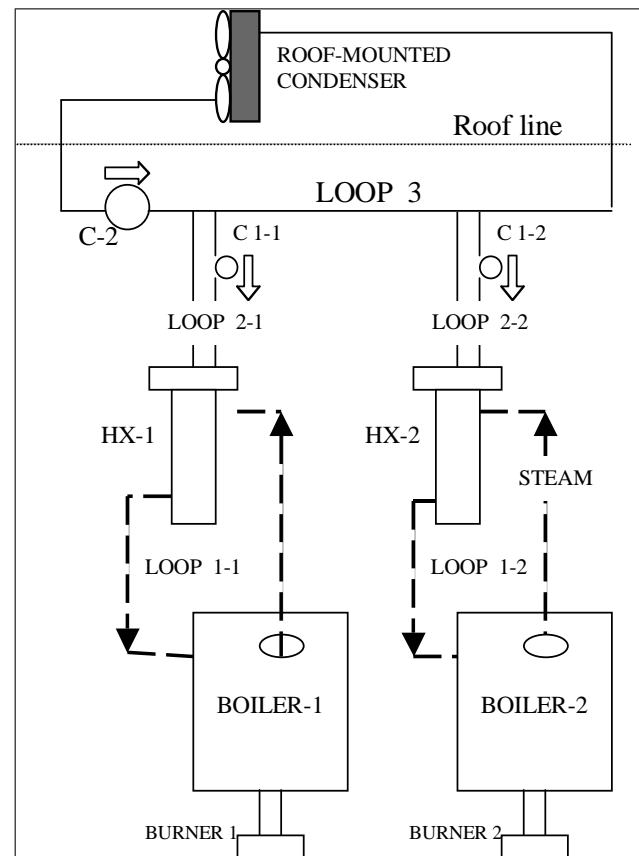 ROOF-MOUNTED
CONDENSER
Roof line
LOOP 3
C-2
C 1-1
C 1-2
LOOP 2-1
LOOP 2-2
HX-1
HX-2
STEAM
LOOP 1-1
LOOP 1-2
BOILER-1
BOILER-2
BURNER 1
BURNER 2